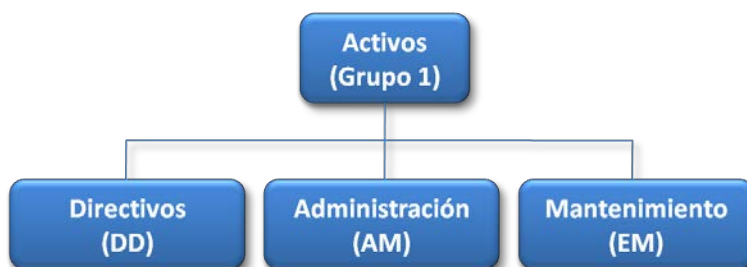 Activos
(Grupo 1)
Directivos
(DD)
Administración
(AM)
Mantenimiento
(EM)